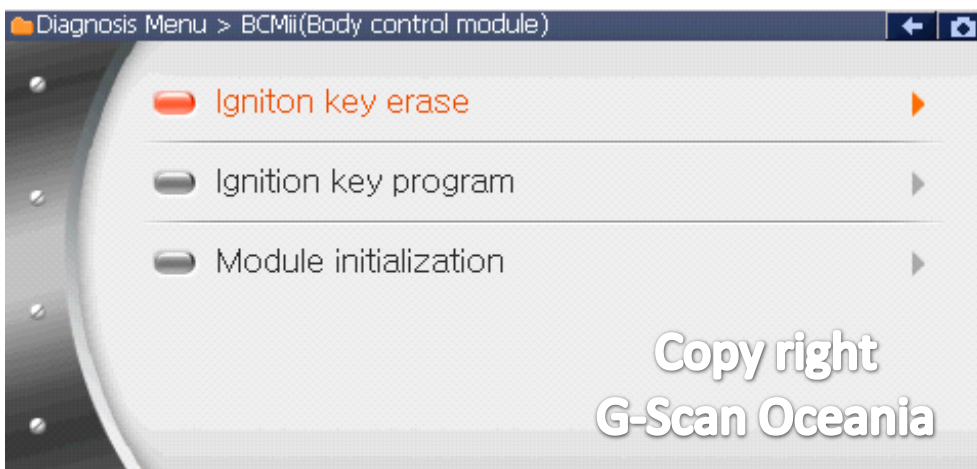 Diagnosis Menu > BCMii(Body control module)
Igniton key erase
Ignition key program
Module initialization
Copy right
G-Scan Oceania